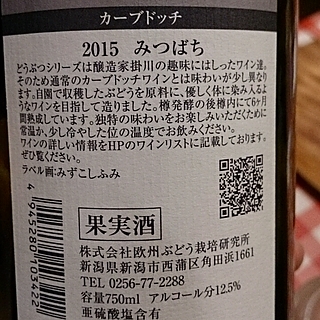 カーブドッチ
2015 みつばち
どうぶつシリーズは醸造家掛川の趣味にはしったワイン達。
そのため通常のカーブドッチワインとは味わいが少し異なり
ます。自園で収穫したぶどうを原料に、優しく体に染み入るよ
うなワインを目指して造りました。樽発酵の後樽内にて6ヶ月
間熟成しています。独特の味わいをお楽しみいただくために
常温か、少し冷やした位の温度でお飲みください。
ワインの詳しい情報をHPのワインリストに記載しております。
ぜひ覧ください。
ラベル画:みずこしふみ
果実酒
株式会社欧州ぶどう栽培研究所
新潟県新潟市西蒲区角田浜1661
TEL 0256-77-2288
容量750ml アルコール分12.5%
亜硫酸塩含有
4 945280 103422